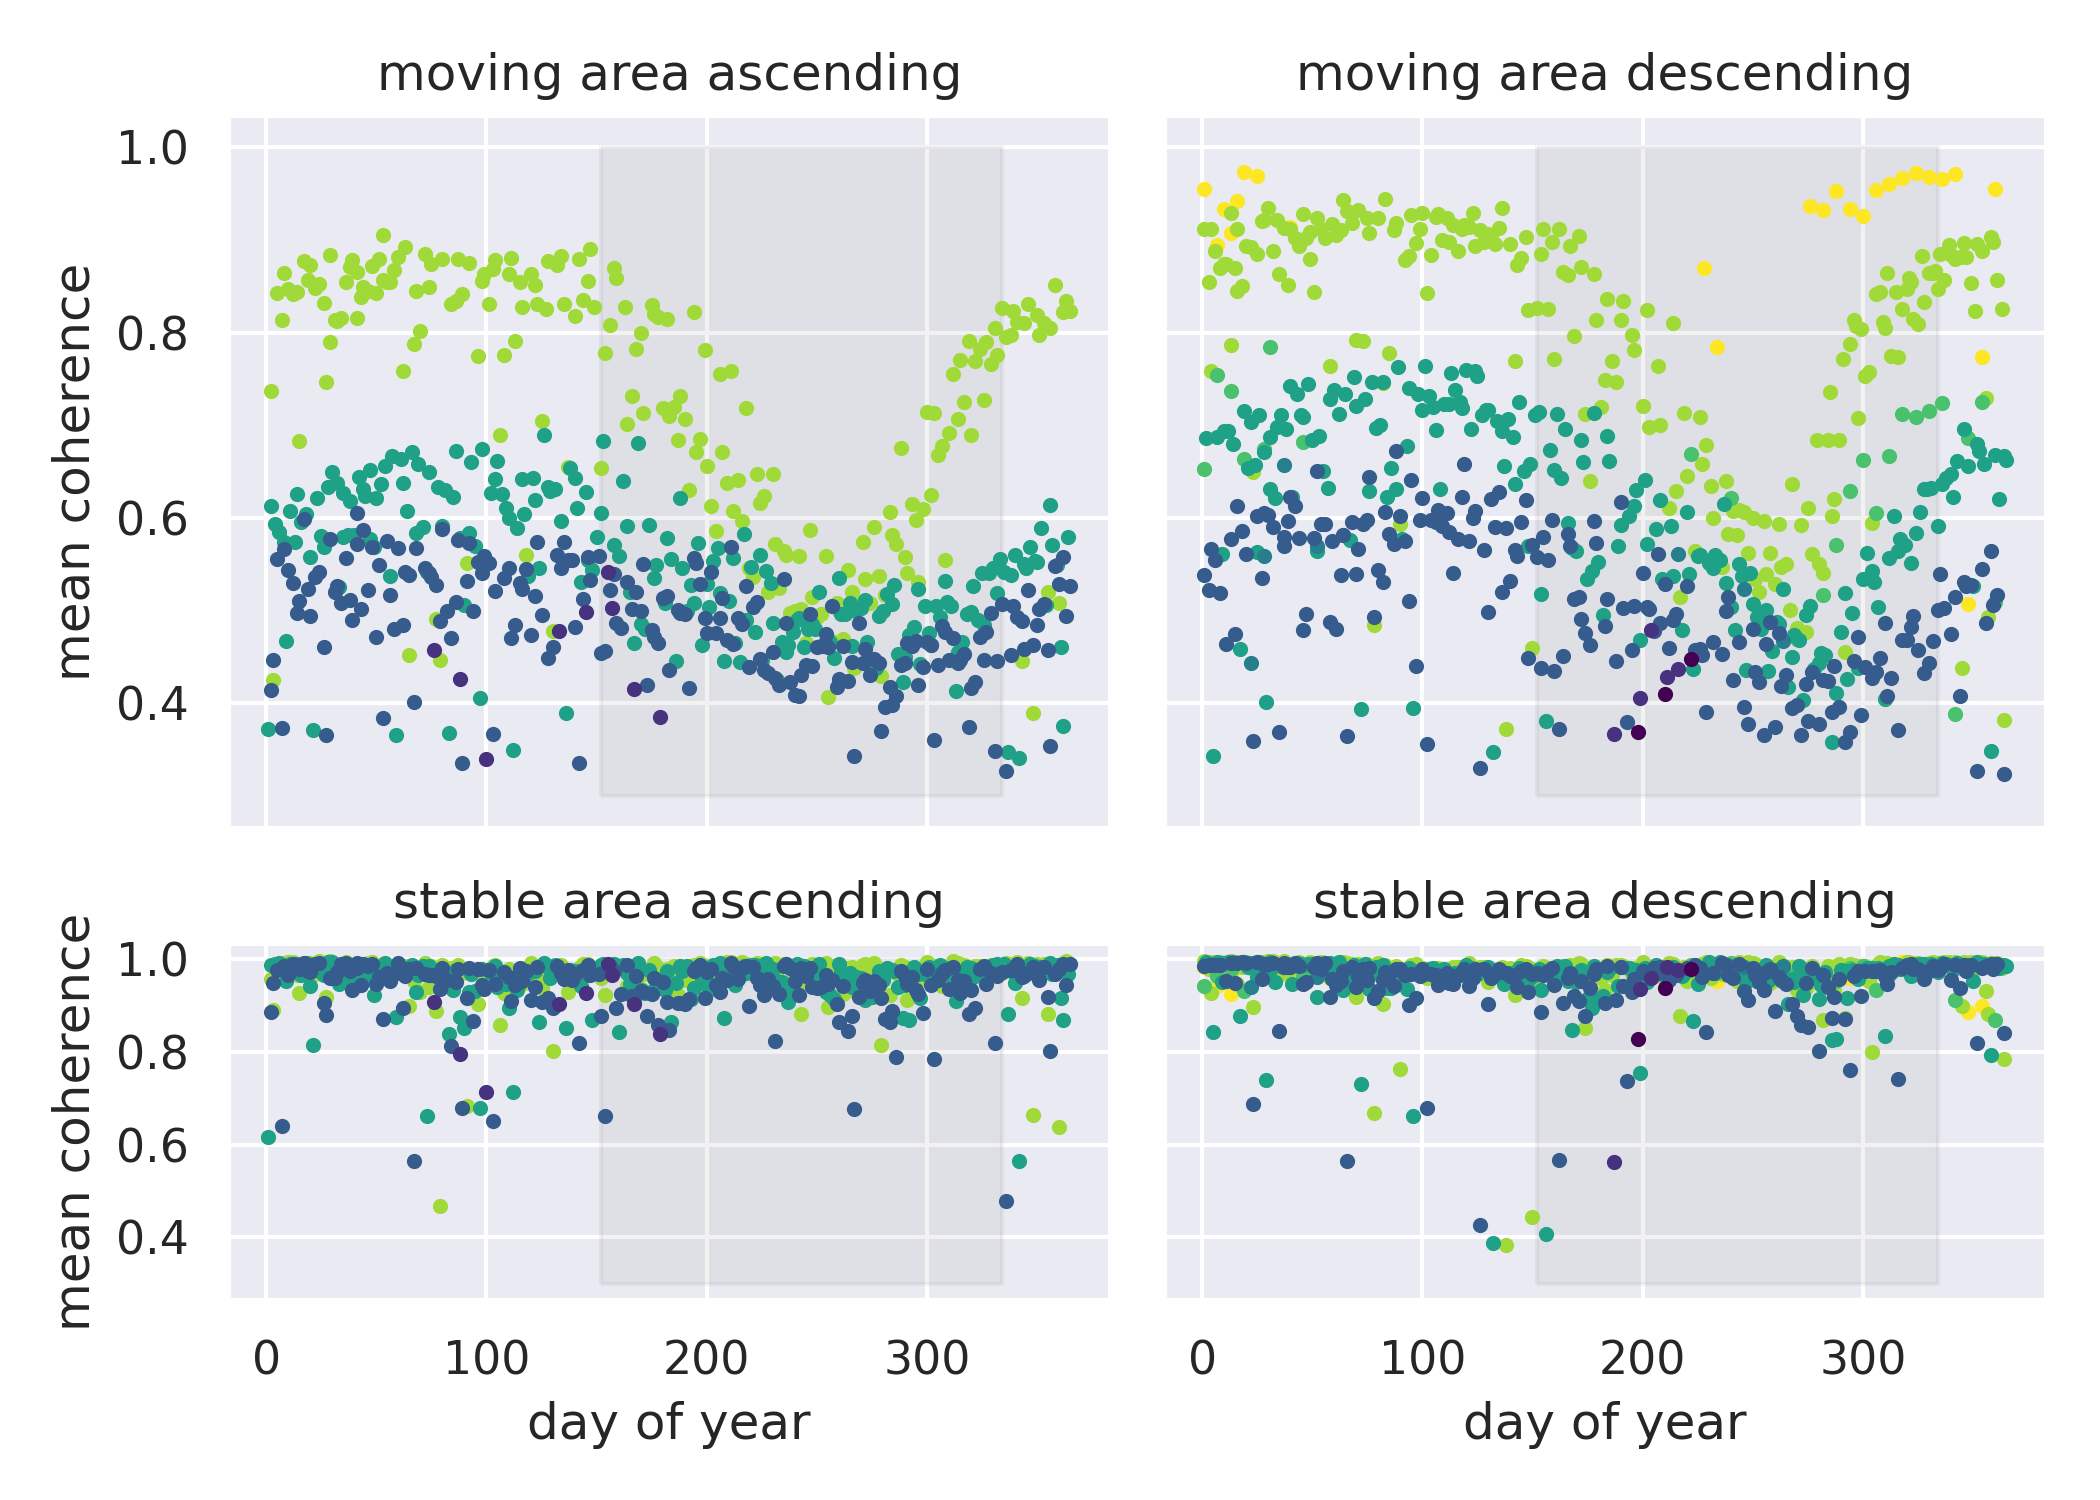 moving area ascending
moving area descending
mean coherence
1.0
0.8
0.6
0.4
stable area ascending
stable area descending
mean coherence
1.0
0.8
0.6
0.4
0 100 200 300
0 100 200 300
day of year
day of year